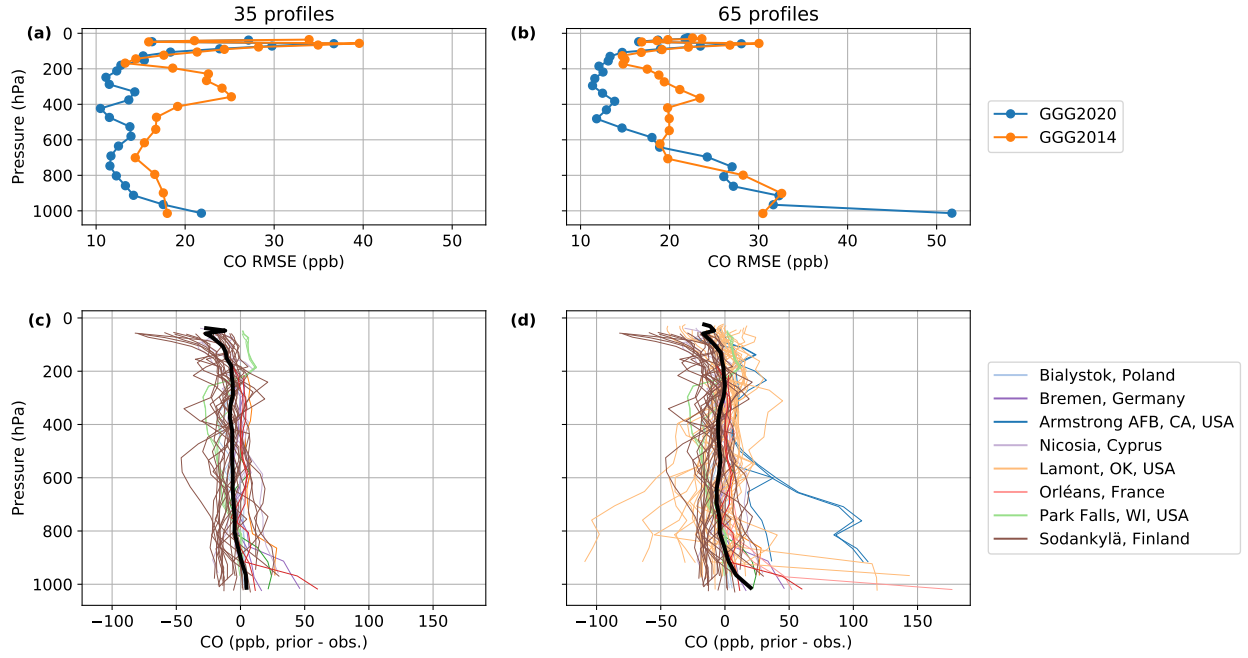 35 profiles
65 profiles
(a)
(b)
0
200
400
600
800
1000
Pressure (hPa)
10
20
30
40
50
CO RMSE (ppb)
10
20
30
40
50
CO RMSE (ppb)
GGG2020
GGG2014
(c)
(d)
0
200
400
600
800
1000
Pressure (hPa)
−100
−50
0
50
100
150
CO (ppb, prior - obs.)
−100
−50
0
50
100
150
CO (ppb, prior - obs.)
Bialystok, Poland
Bremen, Germany
Armstrong AFB, CA, USA
Nicosia, Cyprus
Lamont, OK, USA
Orléans, France
Park Falls, WI, USA
Sodankylä, Finland